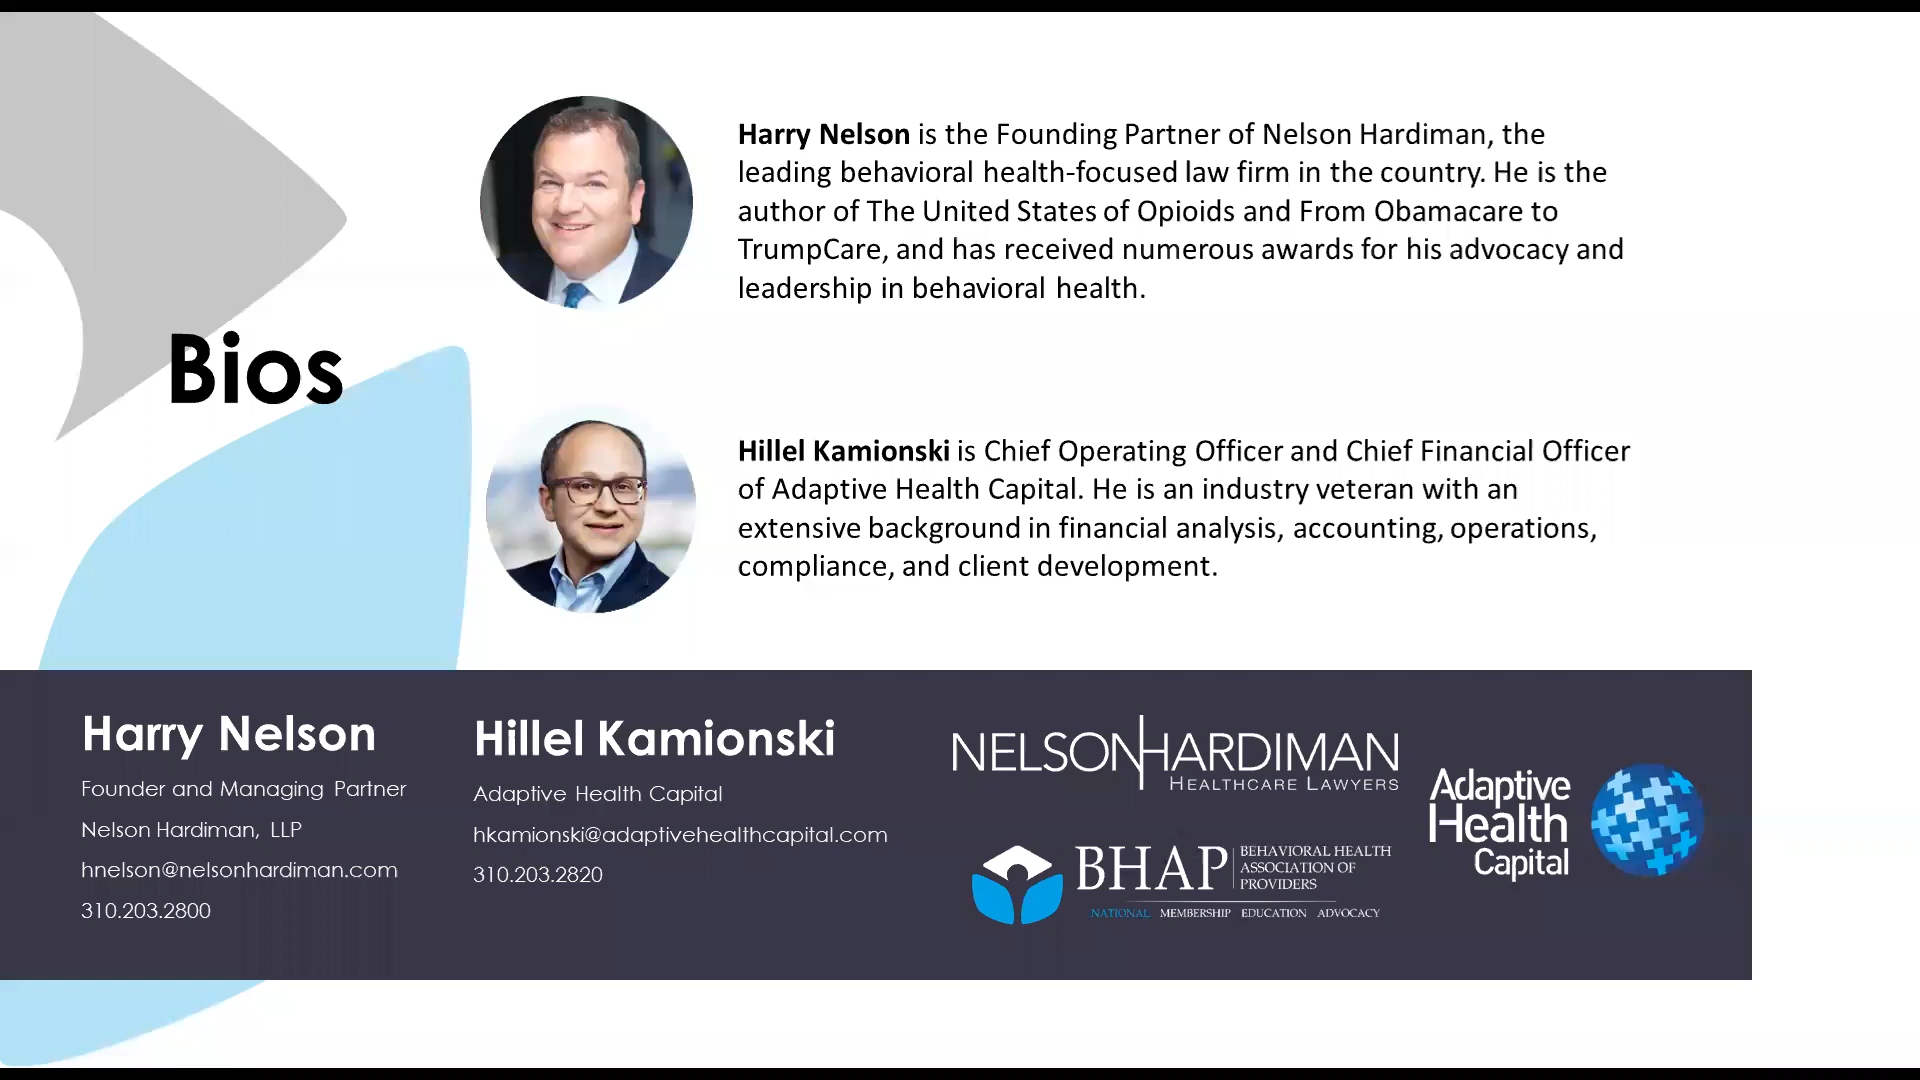 Bios
Harry Nelson is the Founding Partner of Nelson Hardiman, the
leading behavioral health-focused law firm in the country. He is the
author of The United States of Opioids and From Obamacare to
TrumpCare, and has received numerous awards for his advocacy and
leadership in behavioral health.
Hillel Kamionski is Chief Operating Officer and Chief Financial Officer
of Adaptive Health Capital. He is an industry veteran with an
extensive background in financial analysis, accounting, operations,
compliance, and client development.
Harry Nelson
Founder and Managing Partner
Nelson Hardiman, LLP
hnelson@nelsonhardiman.com
310.203.2800
Hillel Kamionski
Adaptive Health Capital
hkamionski@adaptivehealthcapital.com
310.203.2820
NELSONHARDIMAN
HEALTHCARE LAWYERS
BHAP
BEHAVIORAL HEALTH
ASSOCIATION OF
PROVIDERS
NATIONAL MEMBERSHIP EDUCATION ADVOCACY
Adaptive
Health
Capital